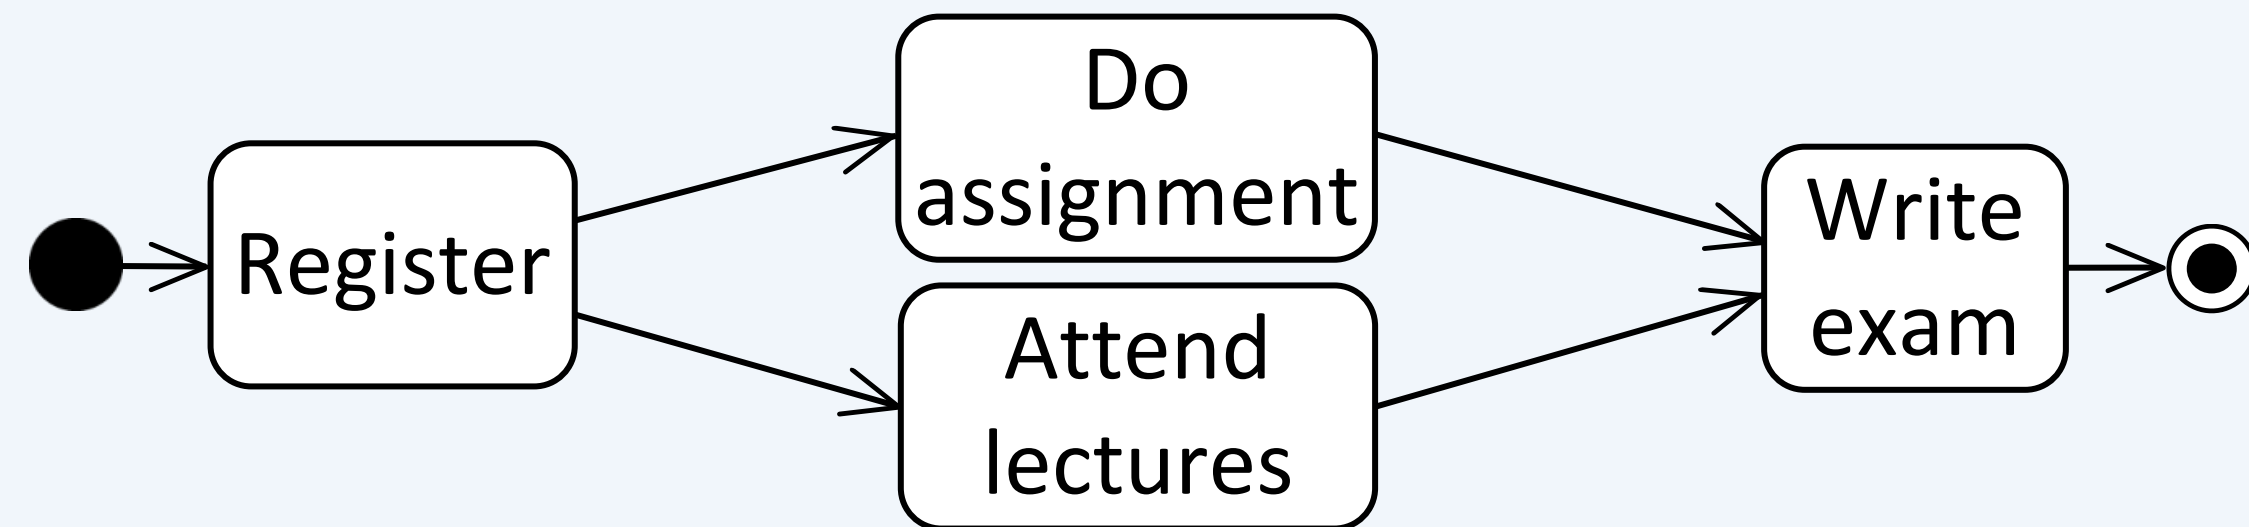 Register
Do
assignment
Attend
lectures
Write
exam